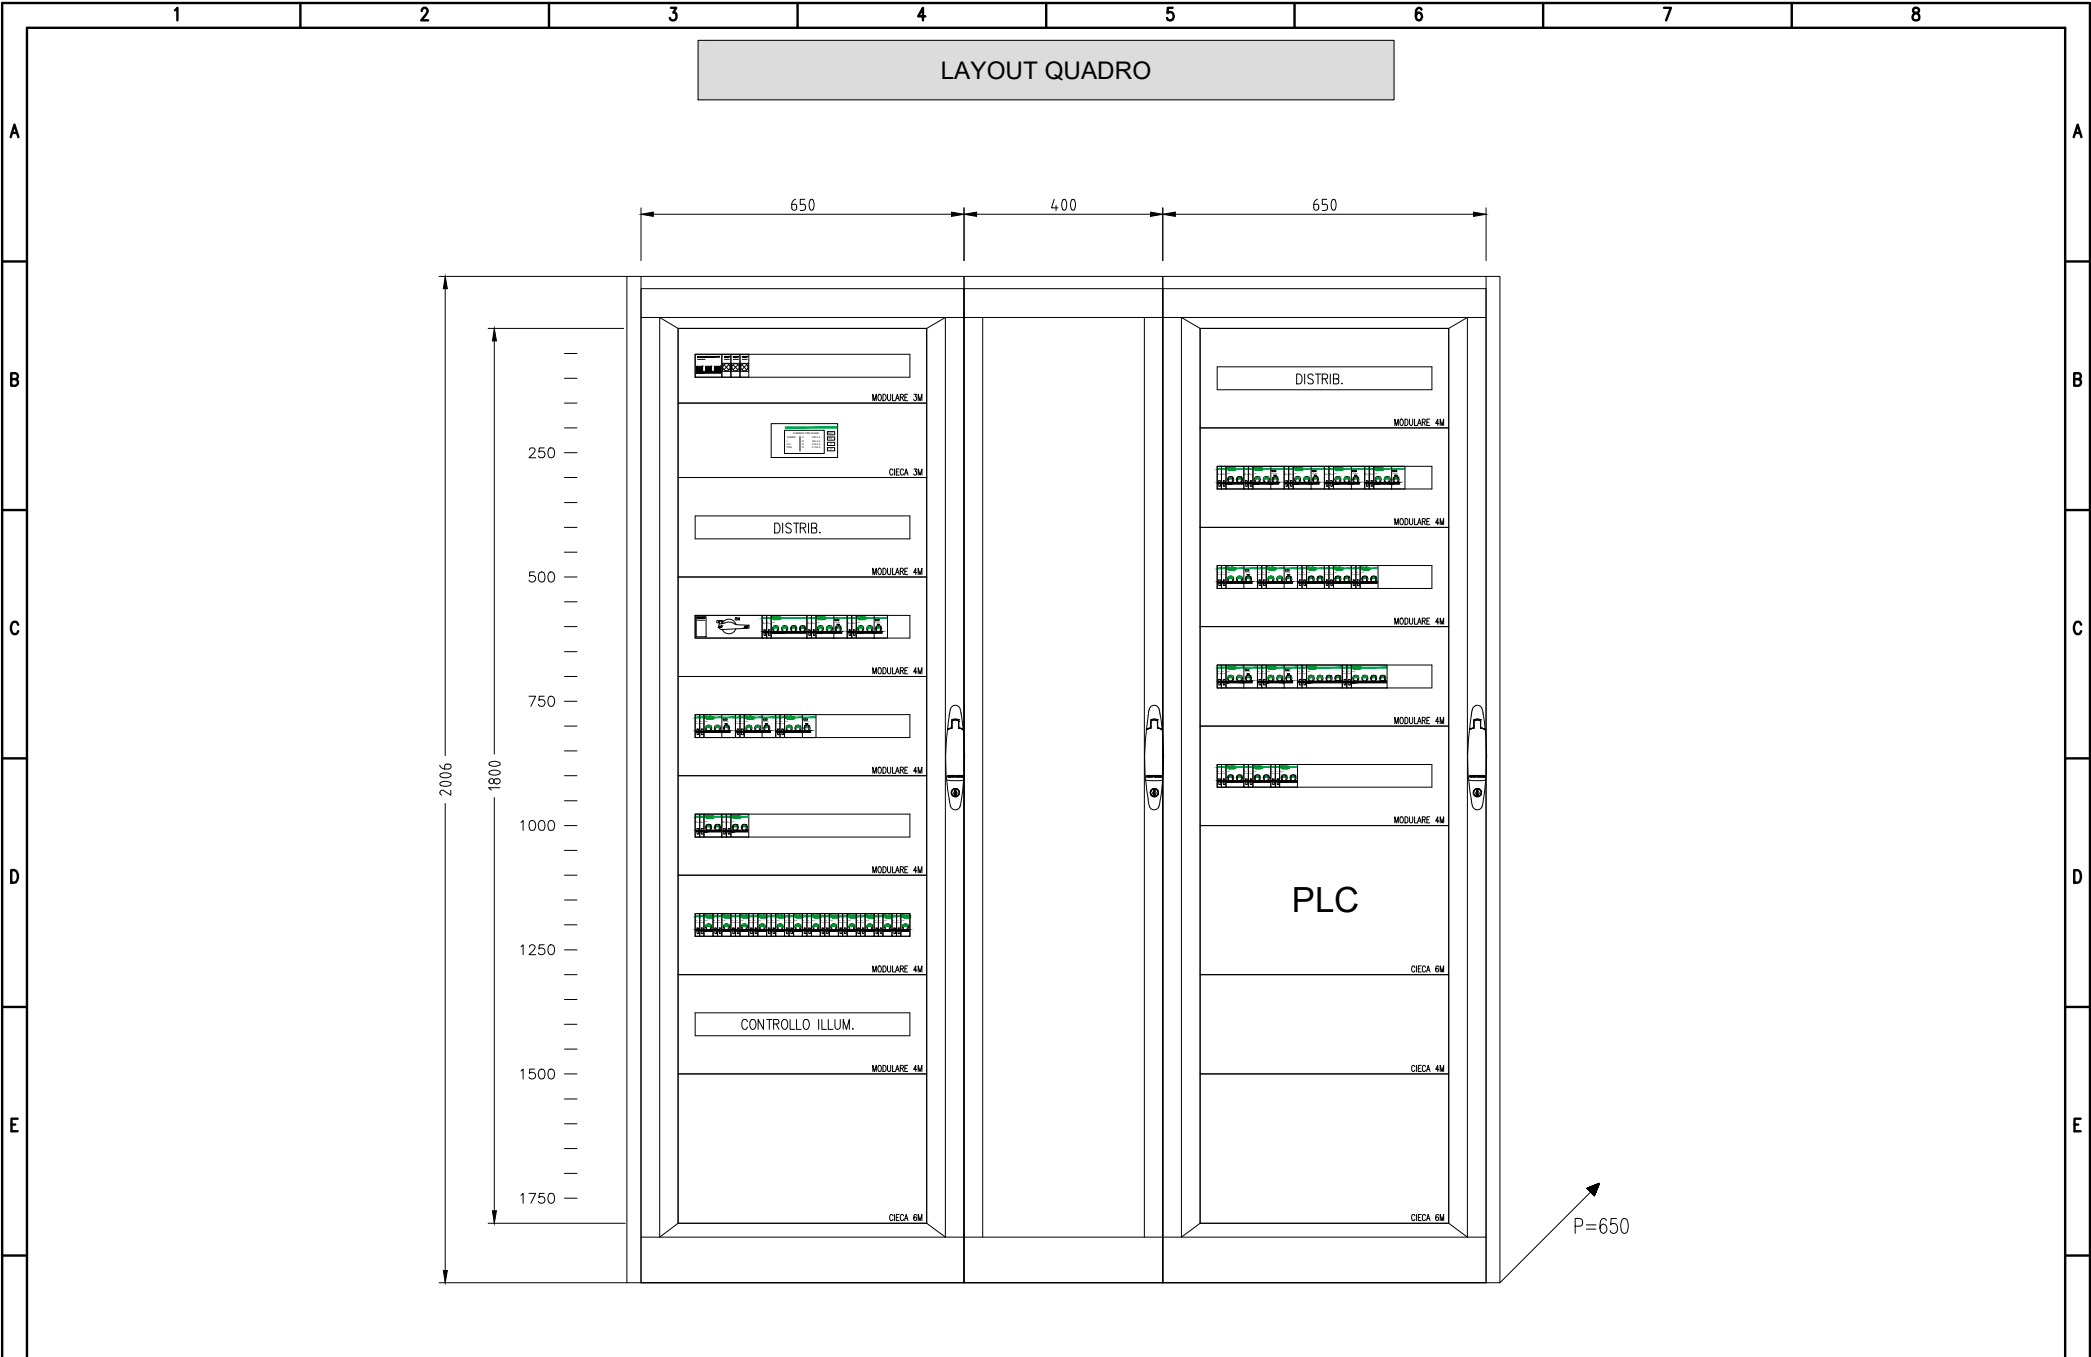 1 2 3 4 5 6 7 8
LAYOUT QUADRO
A A
650 400 650
B B
DISTRIB.
MODULARE 3M
MODULARE 4M
250
CIECA 3M
DISTRIB.
MODULARE 4M
500
MODULARE 4M
C C
MODULARE 4M
MODULARE 4M
750
MODULARE 4M
MODULARE 4M
2006
1800
1000
MODULARE 4M
MODULARE 4M
D D
PLC
1250
MODULARE 4M
CIECA 6M
CONTROLLO ILLUM.
1500
MODULARE 4M
CIECA 4M
E E
1750
CIECA 6M
CIECA 6M
P=650